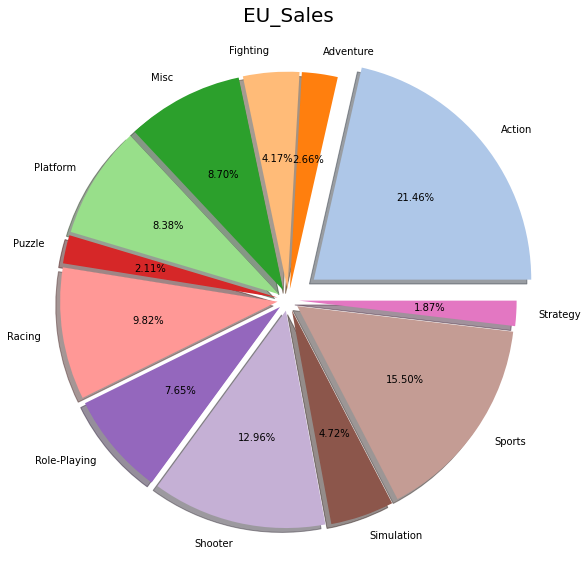 EU_Sales
Fighting
Adventure
Misc
Action
4.17%
2.66%
8.70%
Platform
21.46%
8.38%
Puzzle
2.11%
1.87%
Strategy
Racing
9.82%
15.50%
7.65%
12.96%
4.72%
Sports
Role-Playing
Simulation
Shooter